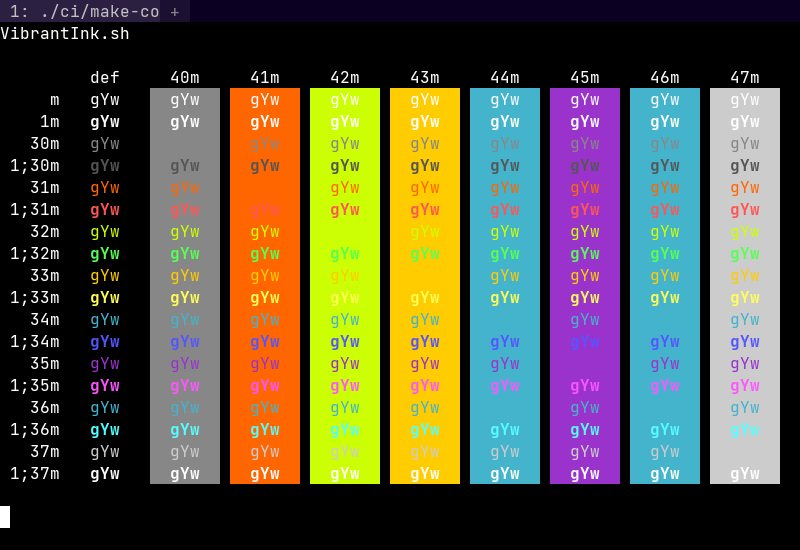 1: ./ci/make-co +
VibrantInk.sh
def 40m 41m 42m 43m 44m 45m 46m 47m
m gYw gYw gYw gYw gYw gYw gYw gYw gYw
1m gYw gYw gYw gYw gYw gYw gYw gYw gYw
30m gYw gYw gYw gYw gYw gYw gYw gYw
1;30m gYw gYw gYw gYw gYw gYw gYw gYw gYw
31m gYw gYw gYw gYw gYw gYw gYw gYw
1;31m gYw gYw gYw gYw gYw gYw gYw gYw gYw
32m gYw gYw gYw gYw gYw gYw gYw gYw
1;32m gYw gYw gYw gYw gYw gYw gYw gYw gYw
33m gYw gYw gYw gYw gYw gYw gYw gYw
1;33m gYw gYw gYw gYw gYw gYw gYw gYw gYw
34m gYw gYw gYw gYw gYw gYw gYw
1;34m gYw gYw gYw gYw gYw gYw gYw gYw gYw
35m gYw gYw gYw gYw gYw gYw gYw gYw
1;35m gYw gYw gYw gYw gYw gYw gYw gYw gYw
36m gYw gYw gYw gYw gYw gYw gYw
1;36m gYw gYw gYw gYw gYw gYw gYw gYw gYw
37m gYw gYw gYw gYw gYw gYw gYw gYw
1;37m gYw gYw gYw gYw gYw gYw gYw gYw gYw